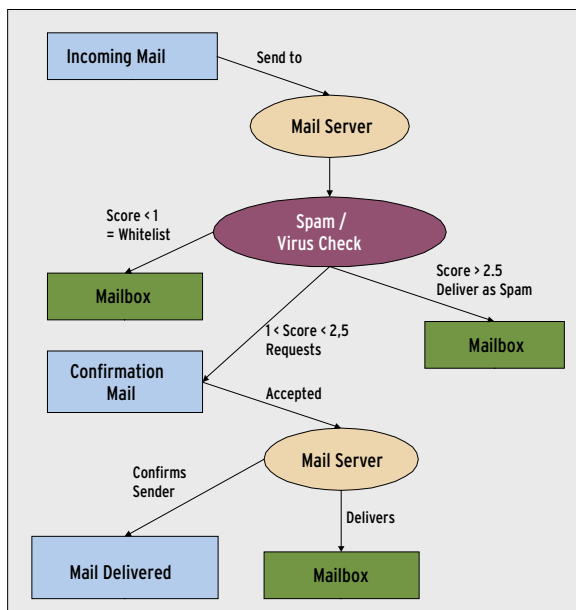 Incoming Mail
Send to
Mail Server
Spam /
Virus Check
Score < 1
= Whitelist
Mailbox
Score > 2.5
Deliver as Spam
Mailbox
1 < Score < 2,5
Requests
Confirmation
Mail
Accepted
Mail Server
Confirms
Sender
Delivers
Mail Delivered
Mailbox